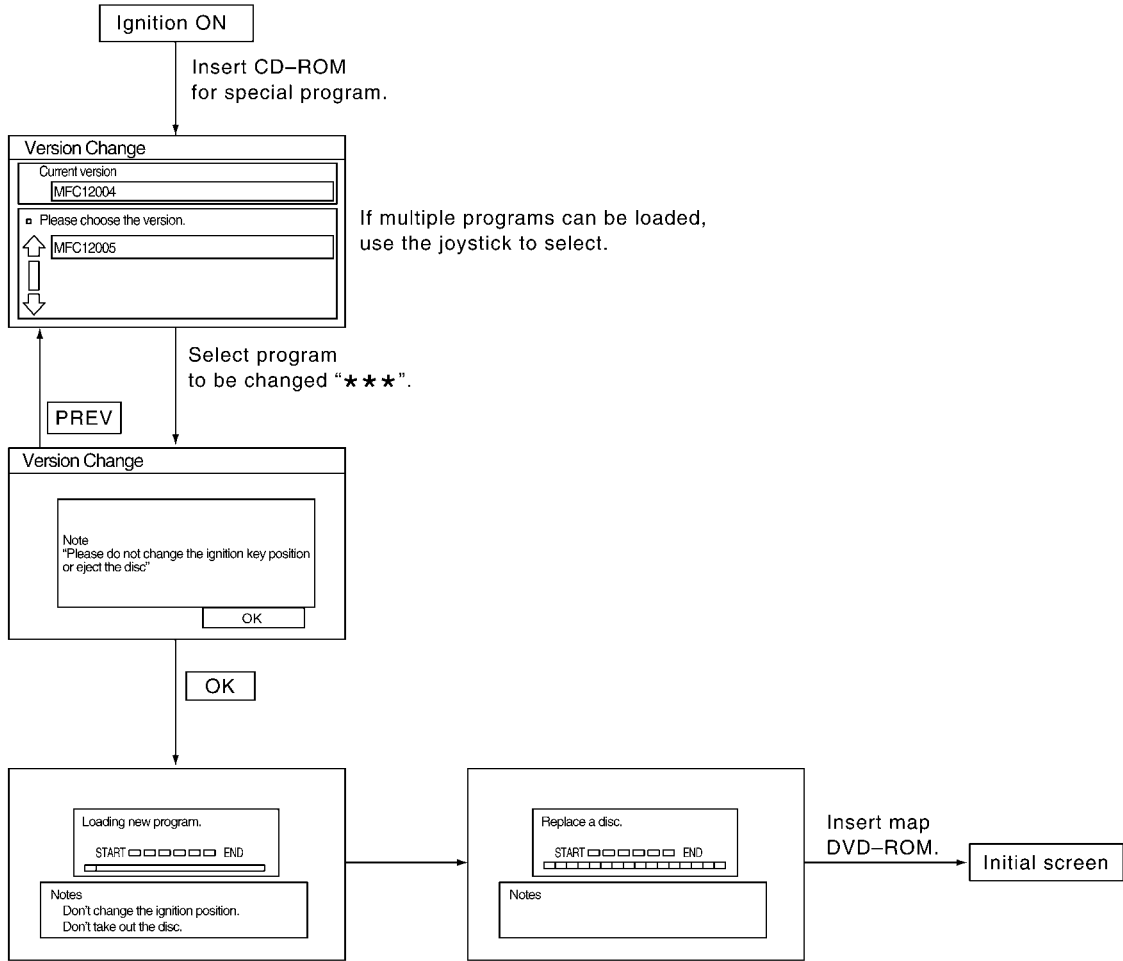 Ignition ON
Insert CD–ROM
for special program.
Version Change
Current version
MFC12004
Please choose the version.
MFC12005
If multiple programs can be loaded,
use the joystick to select.
Select program
to be changed “★★★”.
PREV
Version Change
Note
“Please do not change the ignition key position
or eject the disc”
OK
OK
Loading new program.
START END
Notes
Don't change the ignition position.
Don't take out the disc.
Replace a disc.
START END
Notes
Insert map
DVD–ROM.
Initial screen